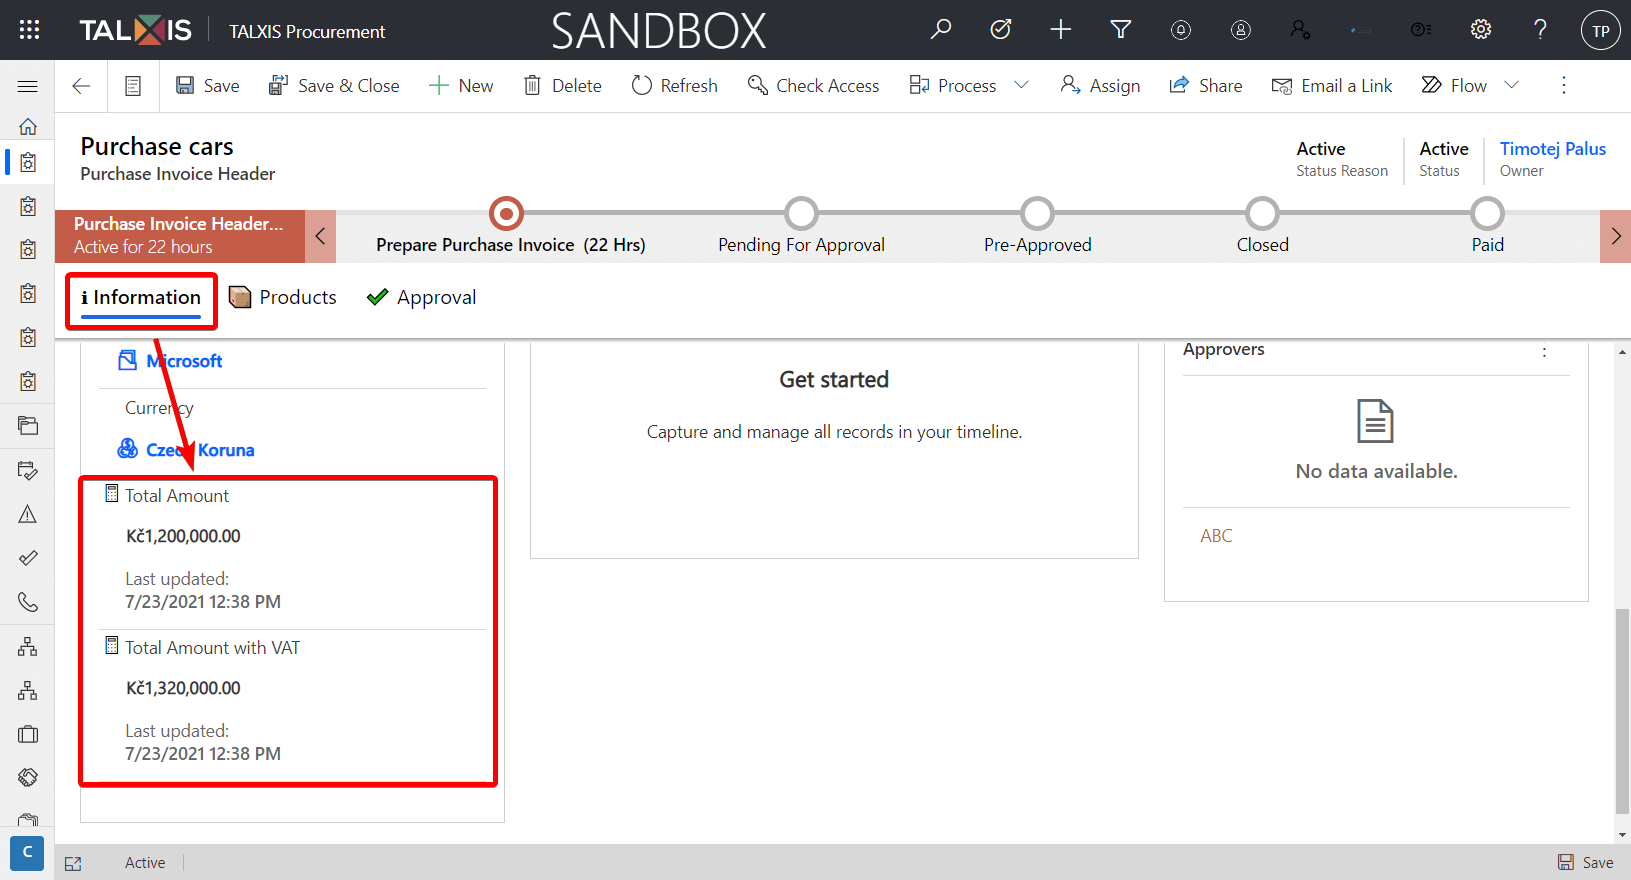 TALXIS
TALXIS Procurement
SANDBOX
TP
Save
Save & Close
New
Delete
Refresh
Check Access
Process
Assign
Share
Email a Link
Flow
Purchase cars
Purchase Invoice Header
Active
Status Reason
Active
Status
Timotej Palus
Owner
Purchase Invoice Header...
Active for 22 hours
Prepare Purchase Invoice (22 Hrs)
Pending For Approval
Pre-Approved
Closed
Paid
Information
Products
Approval
Microsoft
Currency
Czech Koruna
Total Amount
Kč1,200,000.00
Last updated:
7/23/2021 12:38 PM
Total Amount with VAT
Kč1,320,000.00
Last updated:
7/23/2021 12:38 PM
Get started
Capture and manage all records in your timeline.
Approvers
No data available.
ABC
C
Active
Save